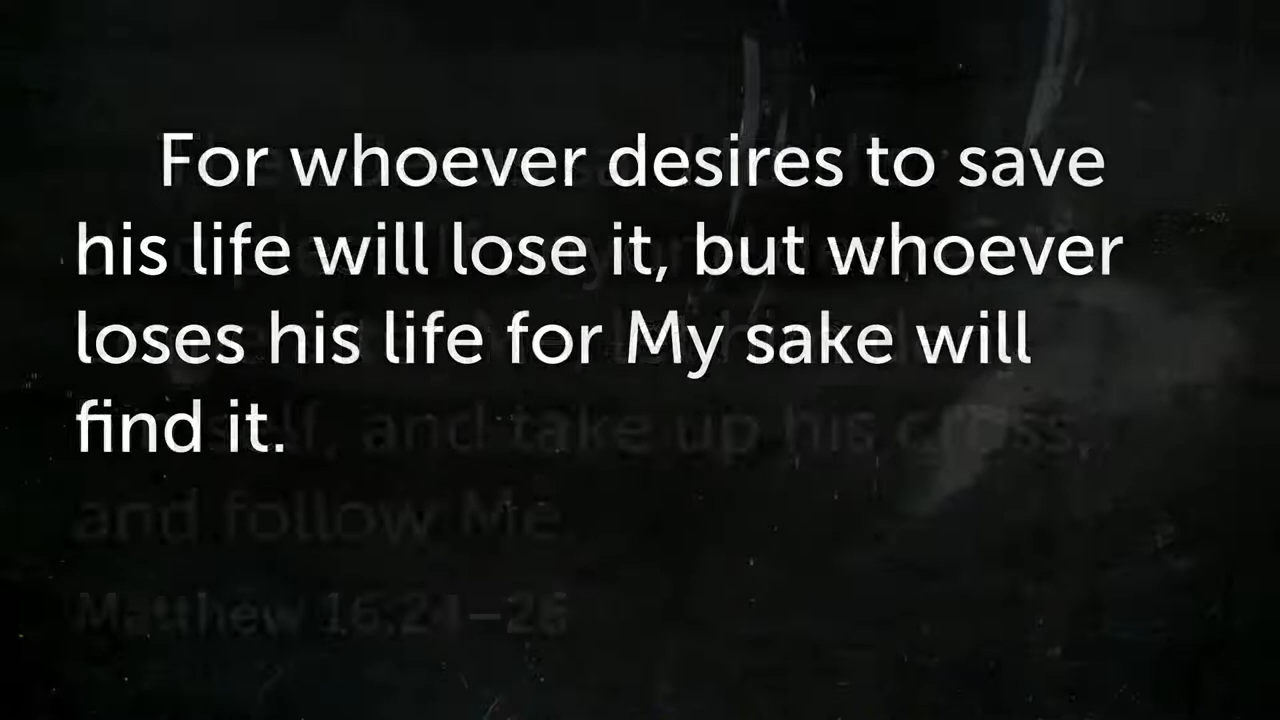 For whoever desires to save
his life will lose it, but whoever
loses his life for My sake will
find it.
and take up his
and follow Me
Matthew 16:24–26